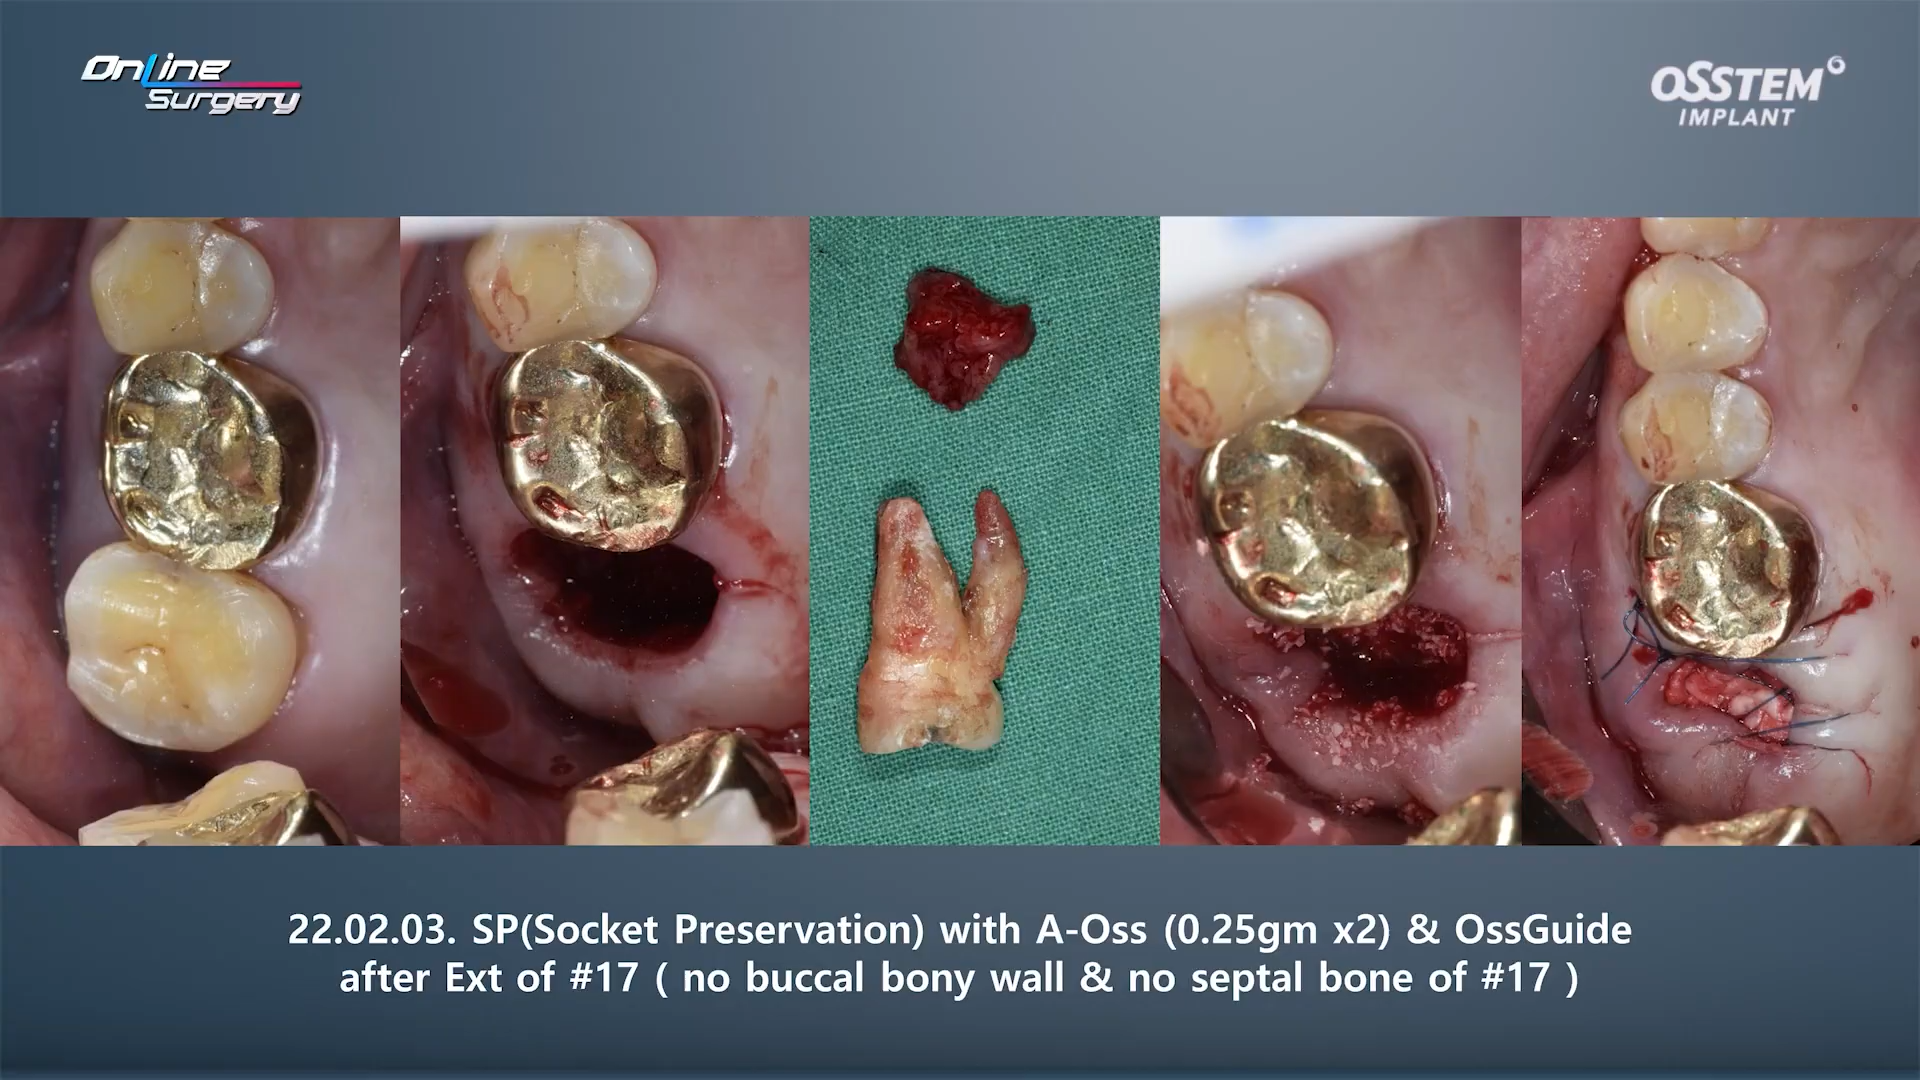 OnLine
Surgery
OSSTEM
IMPLANT
22.02.03. SP(Socket Preservation) with A-Oss (0.25gm x2) & OssGuide
after Ext of #17 ( no buccal bony wall & no septal bone of #17 )